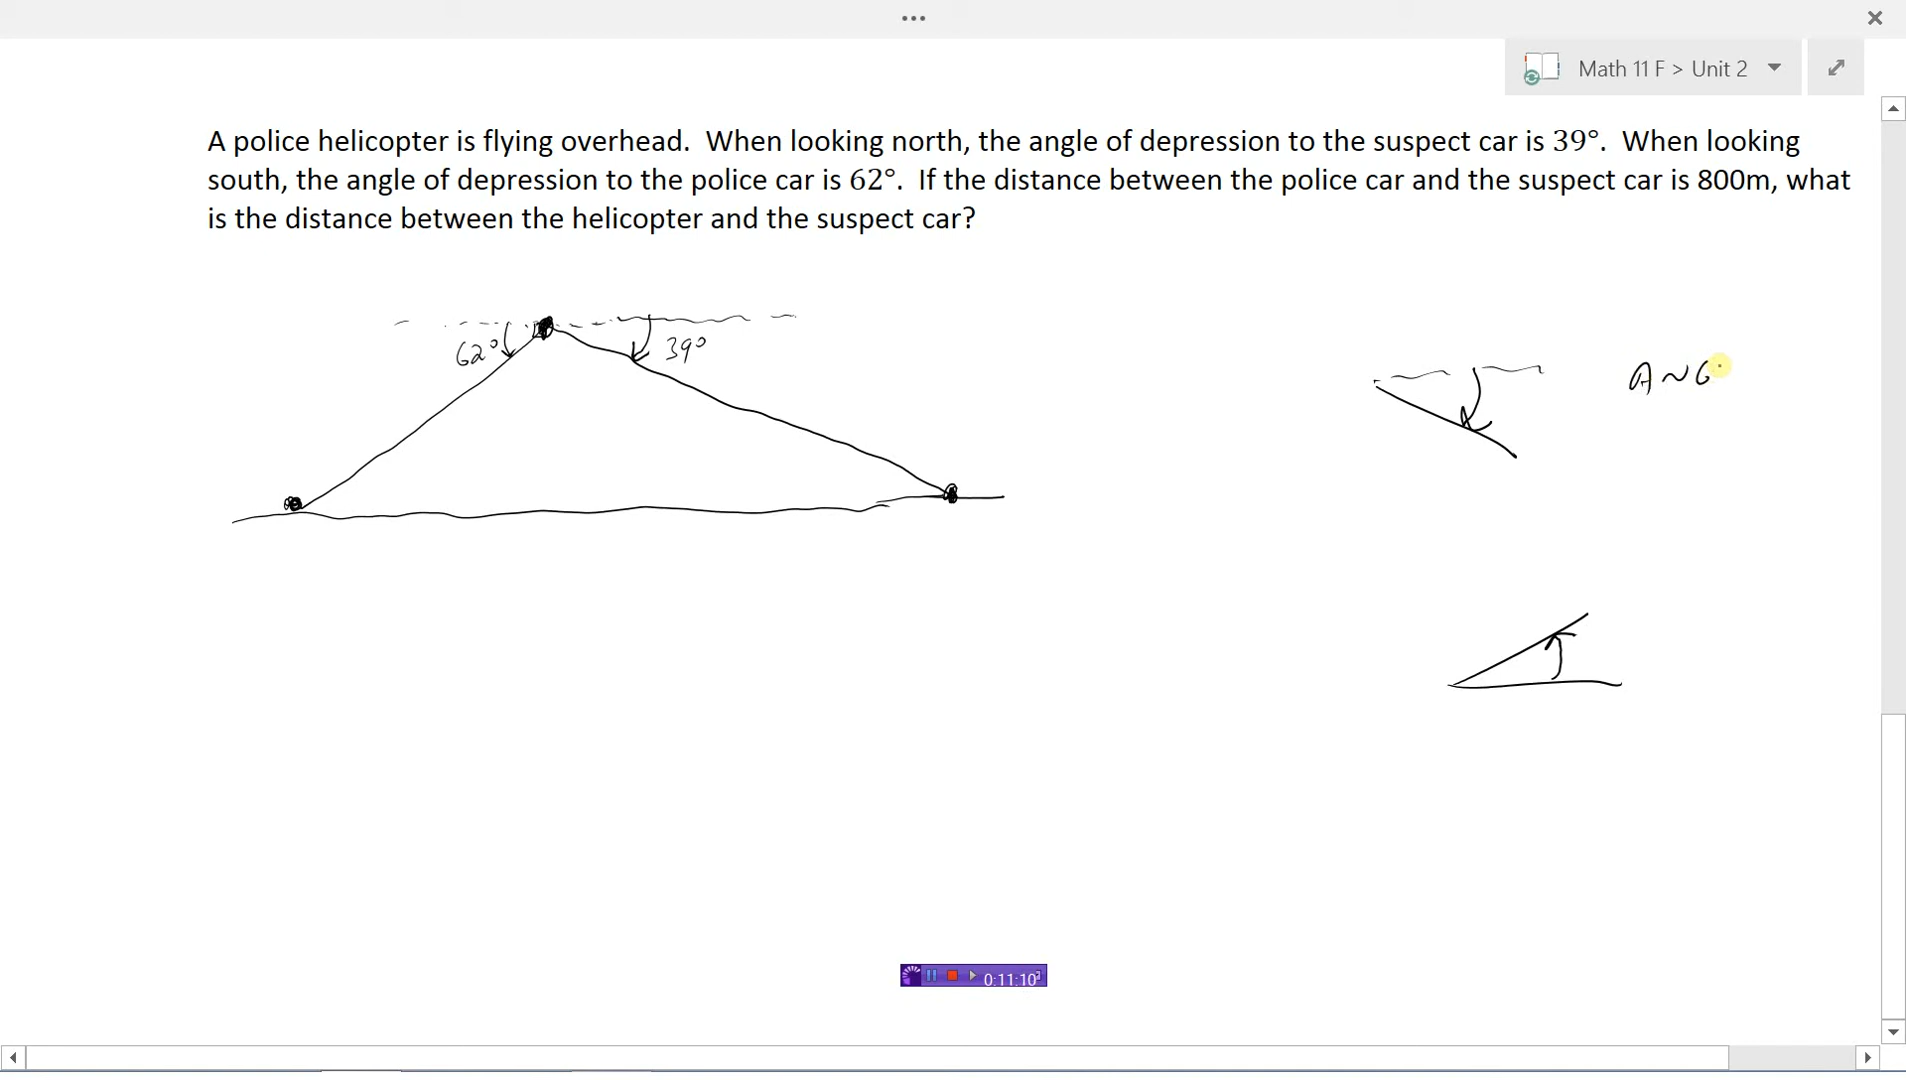 •••
Math 11 F > Unit 2
A police helicopter is flying overhead. When looking north, the angle of depression to the suspect car is 39°. When looking
south, the angle of depression to the police car is 62°. If the distance between the police car and the suspect car is 800m, what
is the distance between the helicopter and the suspect car?
62° 39°
0:11:10